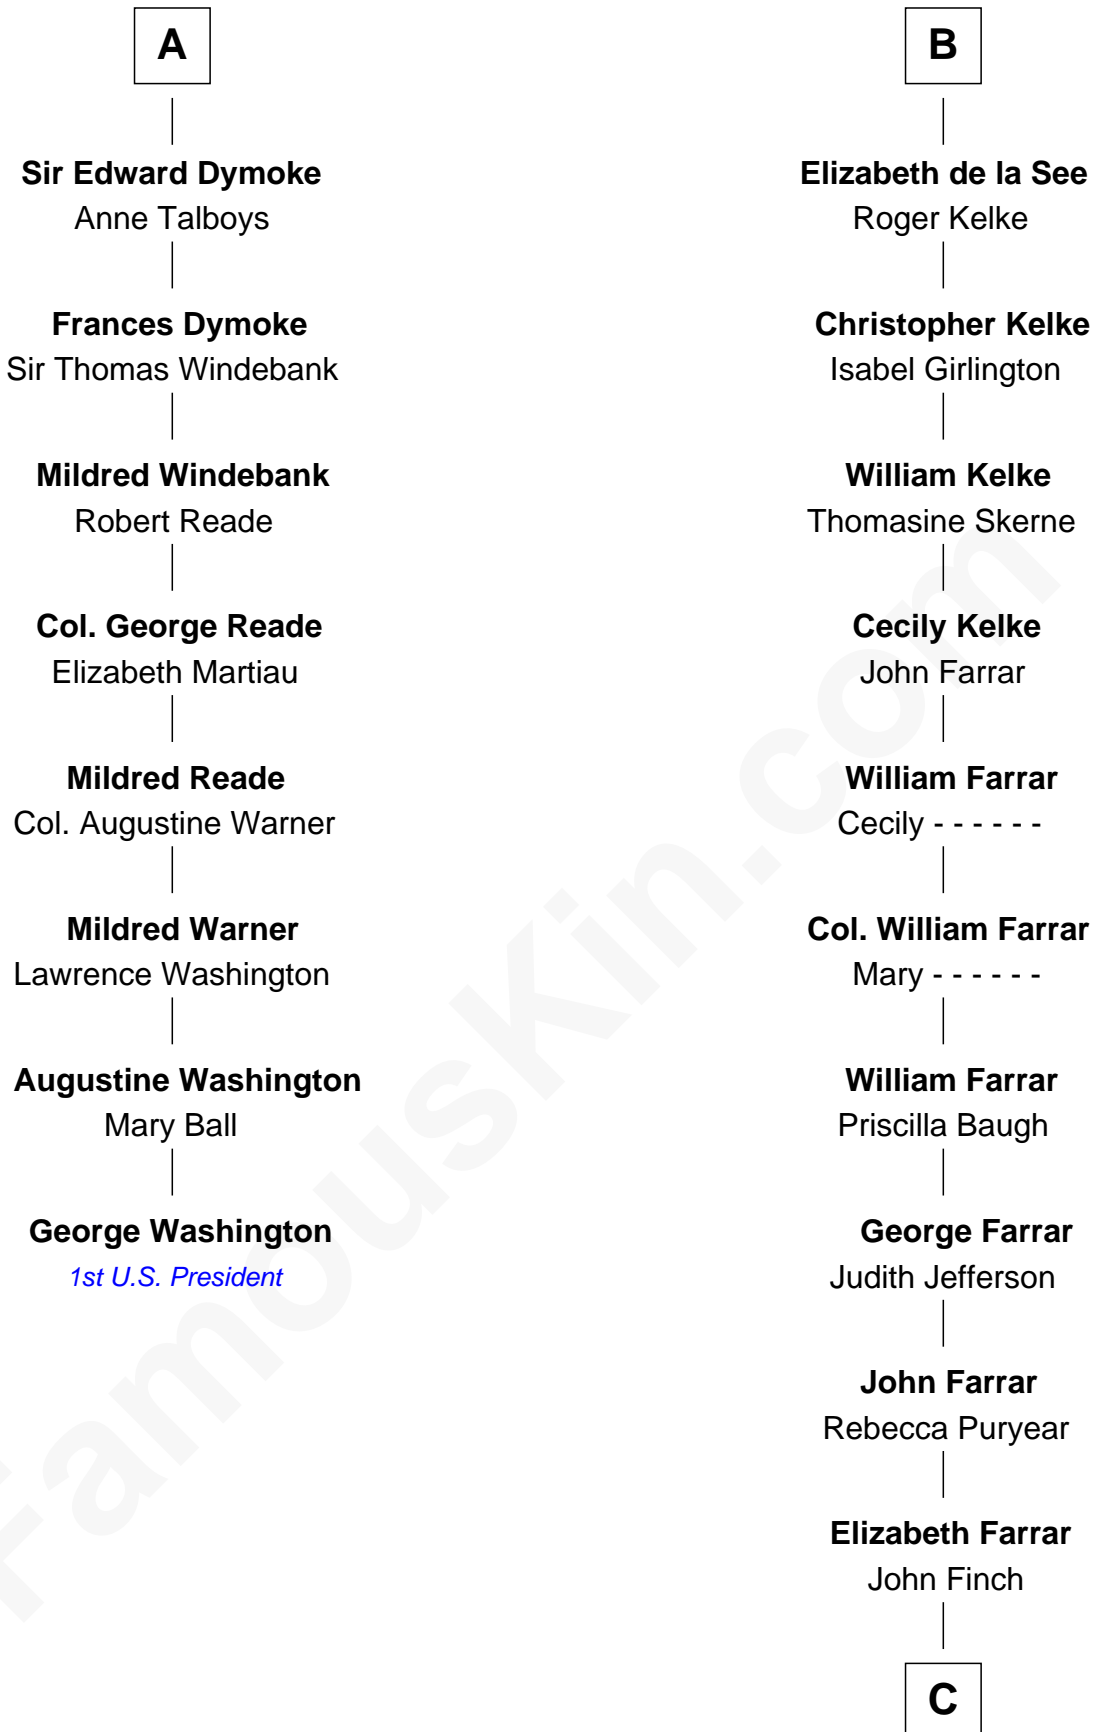 A
Sir Edward Dymoke
Anne Talboys
Frances Dymoke
Sir Thomas Windebank
Mildred Windebank
Robert Reade
Col. George Reade
Elizabeth Martiau
Mildred Reade
Col. Augustine Warner
Mildred Warner
Lawrence Washington
Augustine Washington
Mary Ball
George Washington
1st U.S. President
B
Elizabeth de la See
Roger Kelke
Christopher Kelke
Isabel Girlington
William Kelke
Thomasine Skerne
Cecily Kelke
John Farrar
William Farrar
Cecily - - - - - -
Col. William Farrar
Mary - - - - - -
William Farrar
Priscilla Baugh
George Farrar
Judith Jefferson
John Farrar
Rebecca Puryear
Elizabeth Farrar
John Finch
C
FamousKin.com